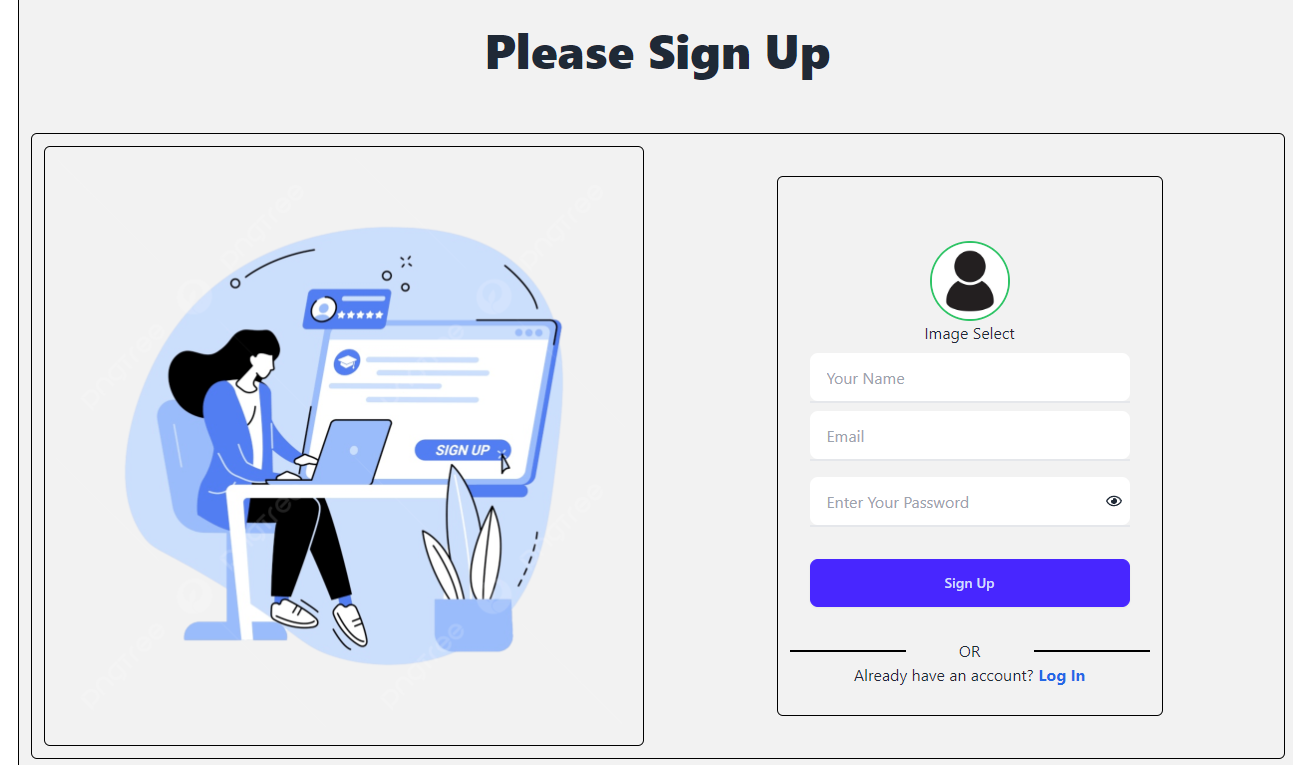 Please Sign Up
SIGN UP
Image Select
Your Name
Email
Enter Your Password
Sign Up
OR
Already have an account? Log In